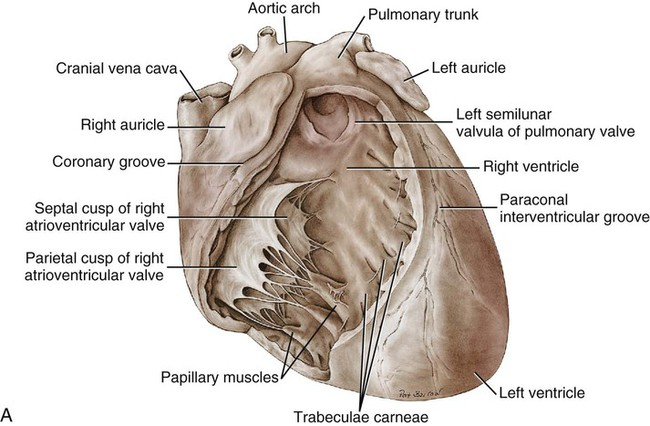 Aortic arch
Pulmonary trunk
Cranial vena cava
Left auricle
Right auricle
Left semilunar
valvula of pulmonary valve
Coronary groove
Right ventricle
Septal cusp of right
atrioventricular valve
Paraconal
interventricular groove
Parietal cusp of right
atrioventricular valve
Papillary muscles
Left ventricle
Trabeculae carneae
A